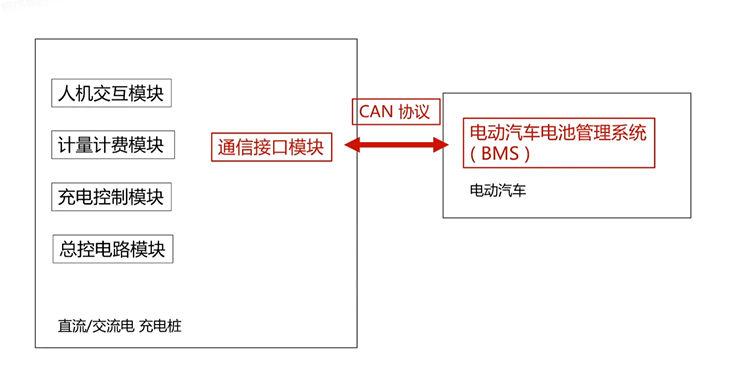 人机交互模块
计量计费模块
充电控制模块
总控电路模块
通信接口模块
直流/交流电 充电桩
CAN 协议
电动汽车电池管理系统
( BMS )
电动汽车